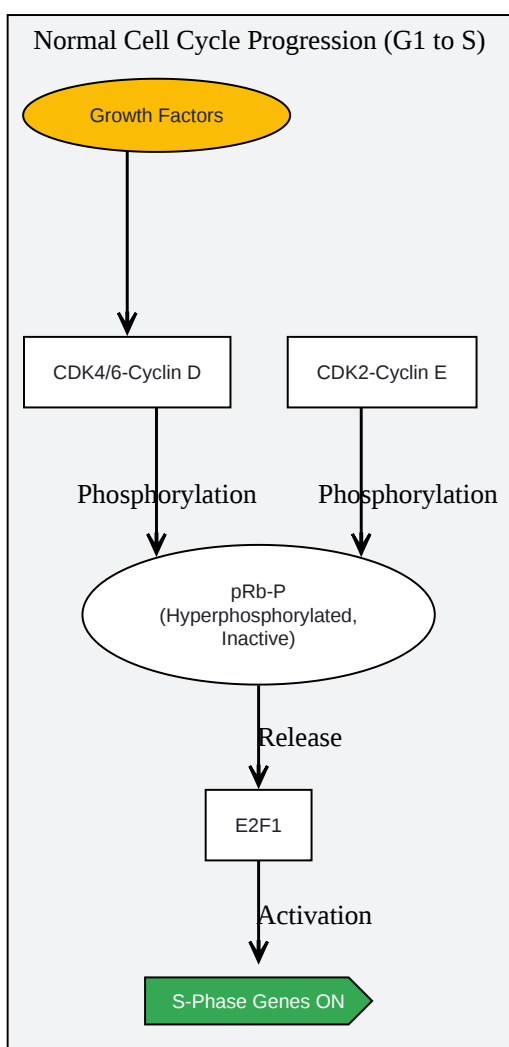 Normal Cell Cycle Progression (G1 to S)
Growth Factors
CDK4/6-Cyclin D
CDK2-Cyclin E
Phosphorylation
Phosphorylation
pRb-P
(Hyperphosphorylated,
Inactive)
Release
E2F1
Activation
S-Phase Genes ON